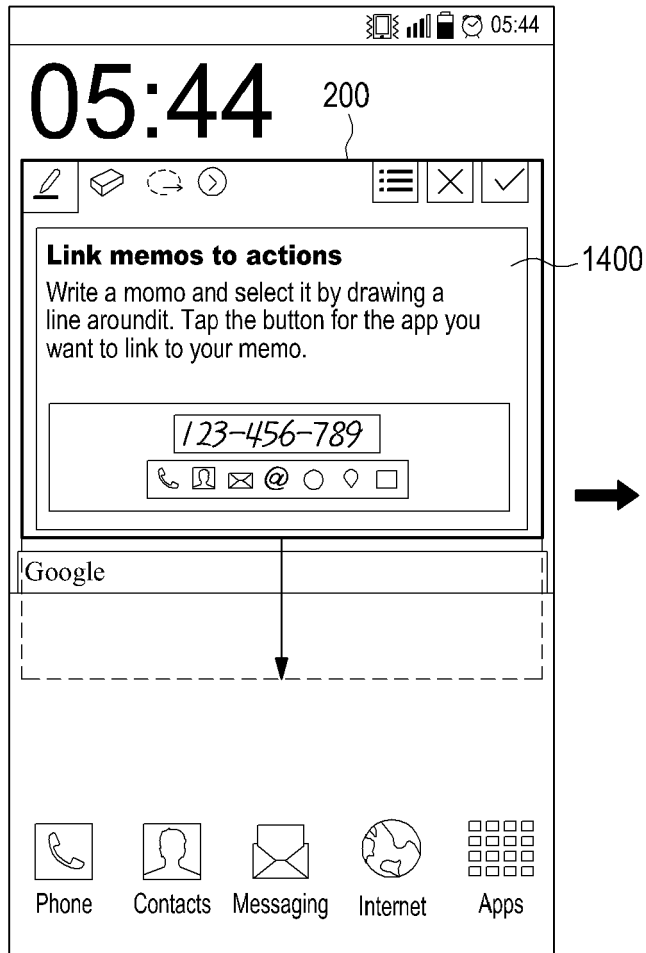 05:44
05:44
200
Link memos to actions
1400
Write a momo and select it by drawing a
line aroundit. Tap the button for the app you
want to link to your memo.
123-456-789
@
Google
Phone Contacts Messaging Internet Apps